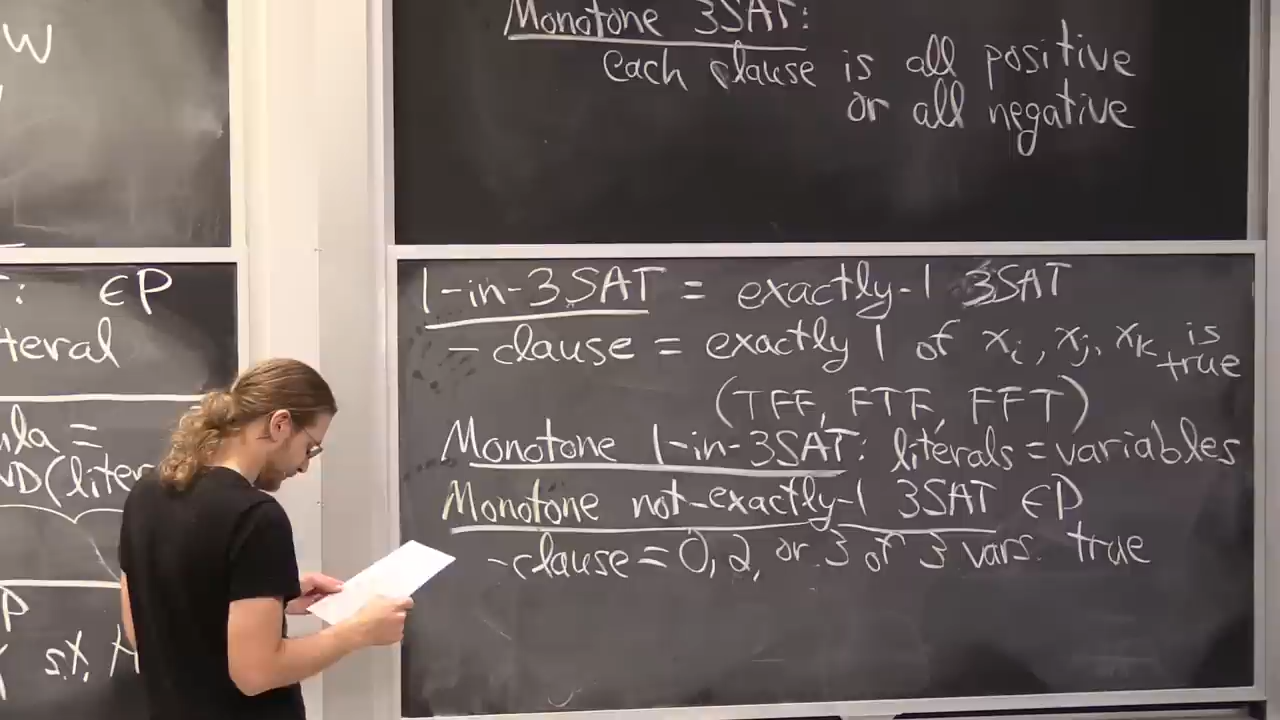 W
: ∈P
teral
ula =
ND(liter
P
s.t.
Monotone 3SAT:
each clause is all positive
or all negative
1-in-3SAT = exactly-1 3SAT
- clause = exactly 1 of xi, xj, xk is true
(TFF, FTF, FFT)
Monotone 1-in-3SAT: literals = variables
Monotone not-exactly-1 3SAT ∈P
- clause = 0, 2, or 3 of 3 vars. true